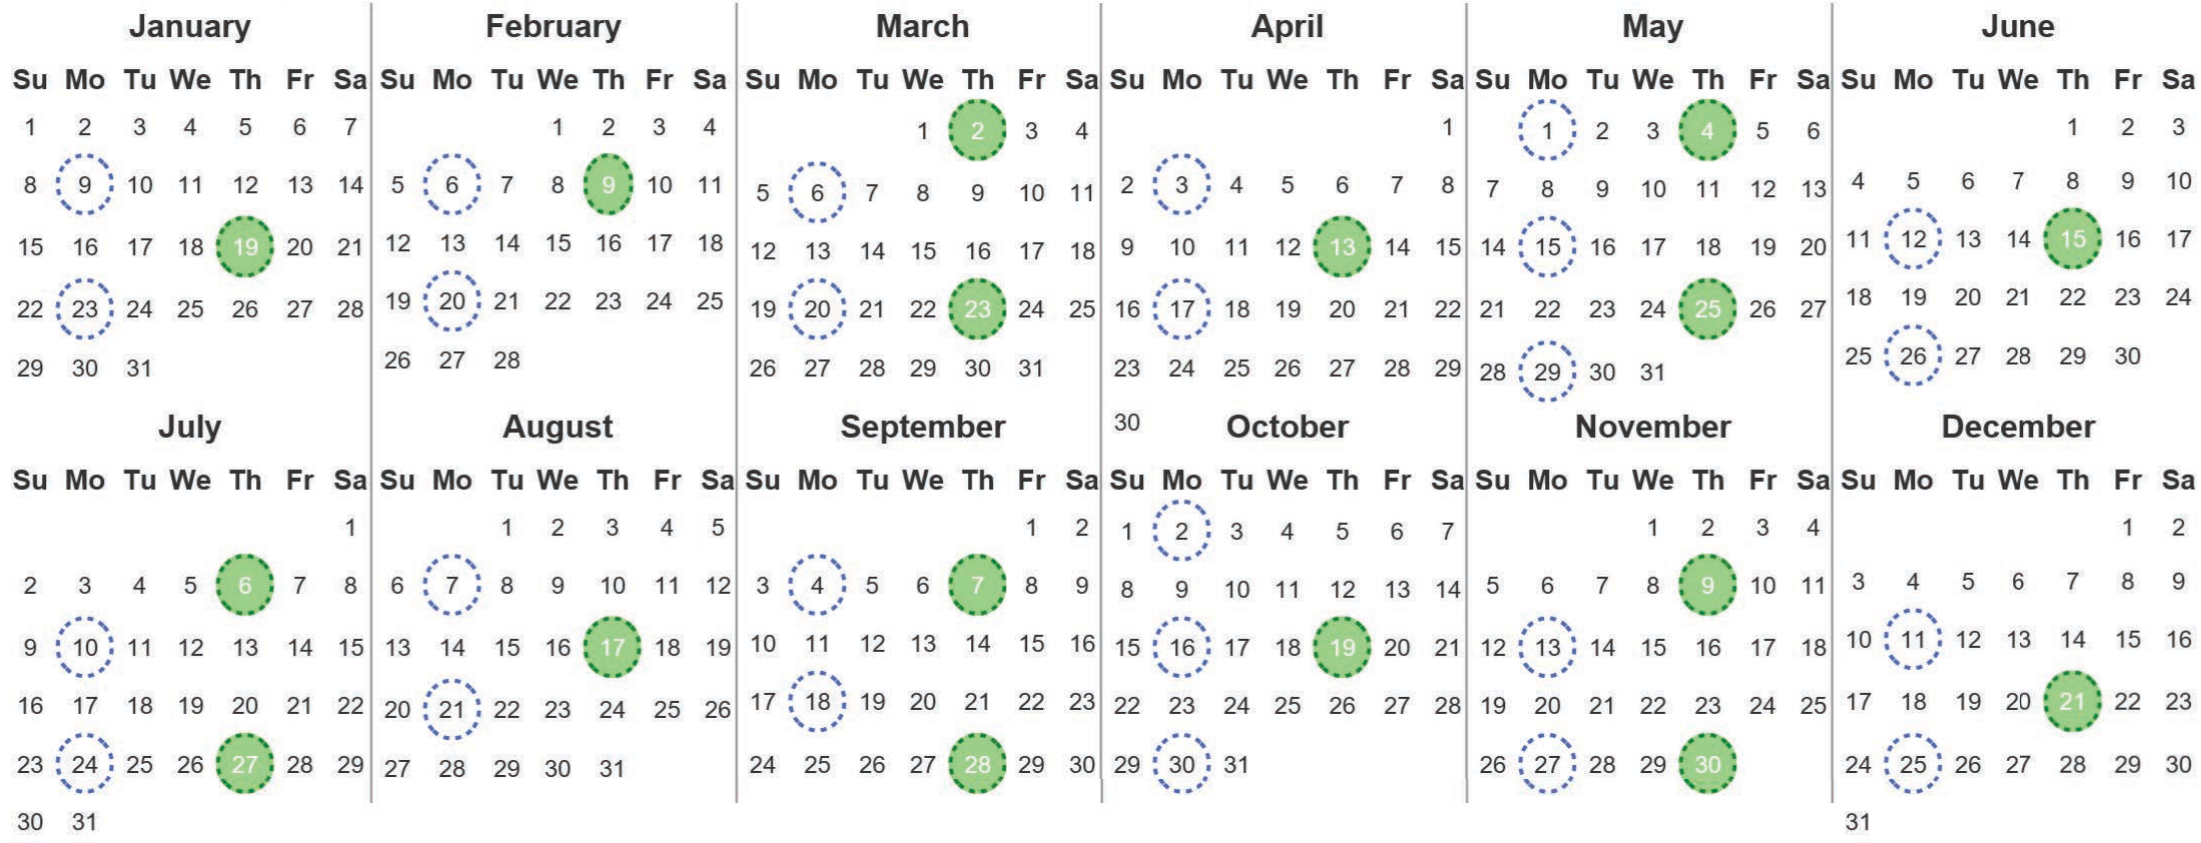 January February March April May June
Su Mo Tu We Th Fr Sa Su Mo Tu We Th Fr Sa Su Mo Tu We Th Fr Sa Su Mo Tu We Th Fr Sa Su Mo Tu We Th Fr Sa Su Mo Tu We Th Fr Sa
1 2 3 4 5 6 7 1 2 3 4 1 2 3 4 1 1 2 3 4 5 6 1 2 3
8 9 10 11 12 13 14 5 6 7 8 9 10 11 5 6 7 8 9 10 11 2 3 4 5 6 7 8 7 8 9 10 11 12 13 4 5 6 7 8 9 10
15 16 17 18 19 20 21 12 13 14 15 16 17 18 12 13 14 15 16 17 18 9 10 11 12 13 14 15 14 15 16 17 18 19 20 11 12 13 14 15 16 17
22 23 24 25 26 27 28 19 20 21 22 23 24 25 19 20 21 22 23 24 25 16 17 18 19 20 21 22 21 22 23 24 25 26 27 18 19 20 21 22 23 24
29 30 31 26 27 28 26 27 28 29 30 31 23 24 25 26 27 28 29 28 29 30 31 25 26 27 28 29 30
30
July August September October November December
Su Mo Tu We Th Fr Sa Su Mo Tu We Th Fr Sa Su Mo Tu We Th Fr Sa Su Mo Tu We Th Fr Sa Su Mo Tu We Th Fr Sa Su Mo Tu We Th Fr Sa
1 1 2 3 4 5 1 2 1 2 3 4 5 6 7 1 2 3 4 1 2
2 3 4 5 6 7 8 6 7 8 9 10 11 12 3 4 5 6 7 8 9 8 9 10 11 12 13 14 5 6 7 8 9 10 11 3 4 5 6 7 8 9
9 10 11 12 13 14 15 13 14 15 16 17 18 19 10 11 12 13 14 15 16 15 16 17 18 19 20 21 12 13 14 15 16 17 18 10 11 12 13 14 15 16
16 17 18 19 20 21 22 20 21 22 23 24 25 26 17 18 19 20 21 22 23 22 23 24 25 26 27 28 19 20 21 22 23 24 25 17 18 19 20 21 22 23
23 24 25 26 27 28 29 27 28 29 30 31 24 25 26 27 28 29 30 29 30 31 26 27 28 29 30 24 25 26 27 28 29 30
30 31 31